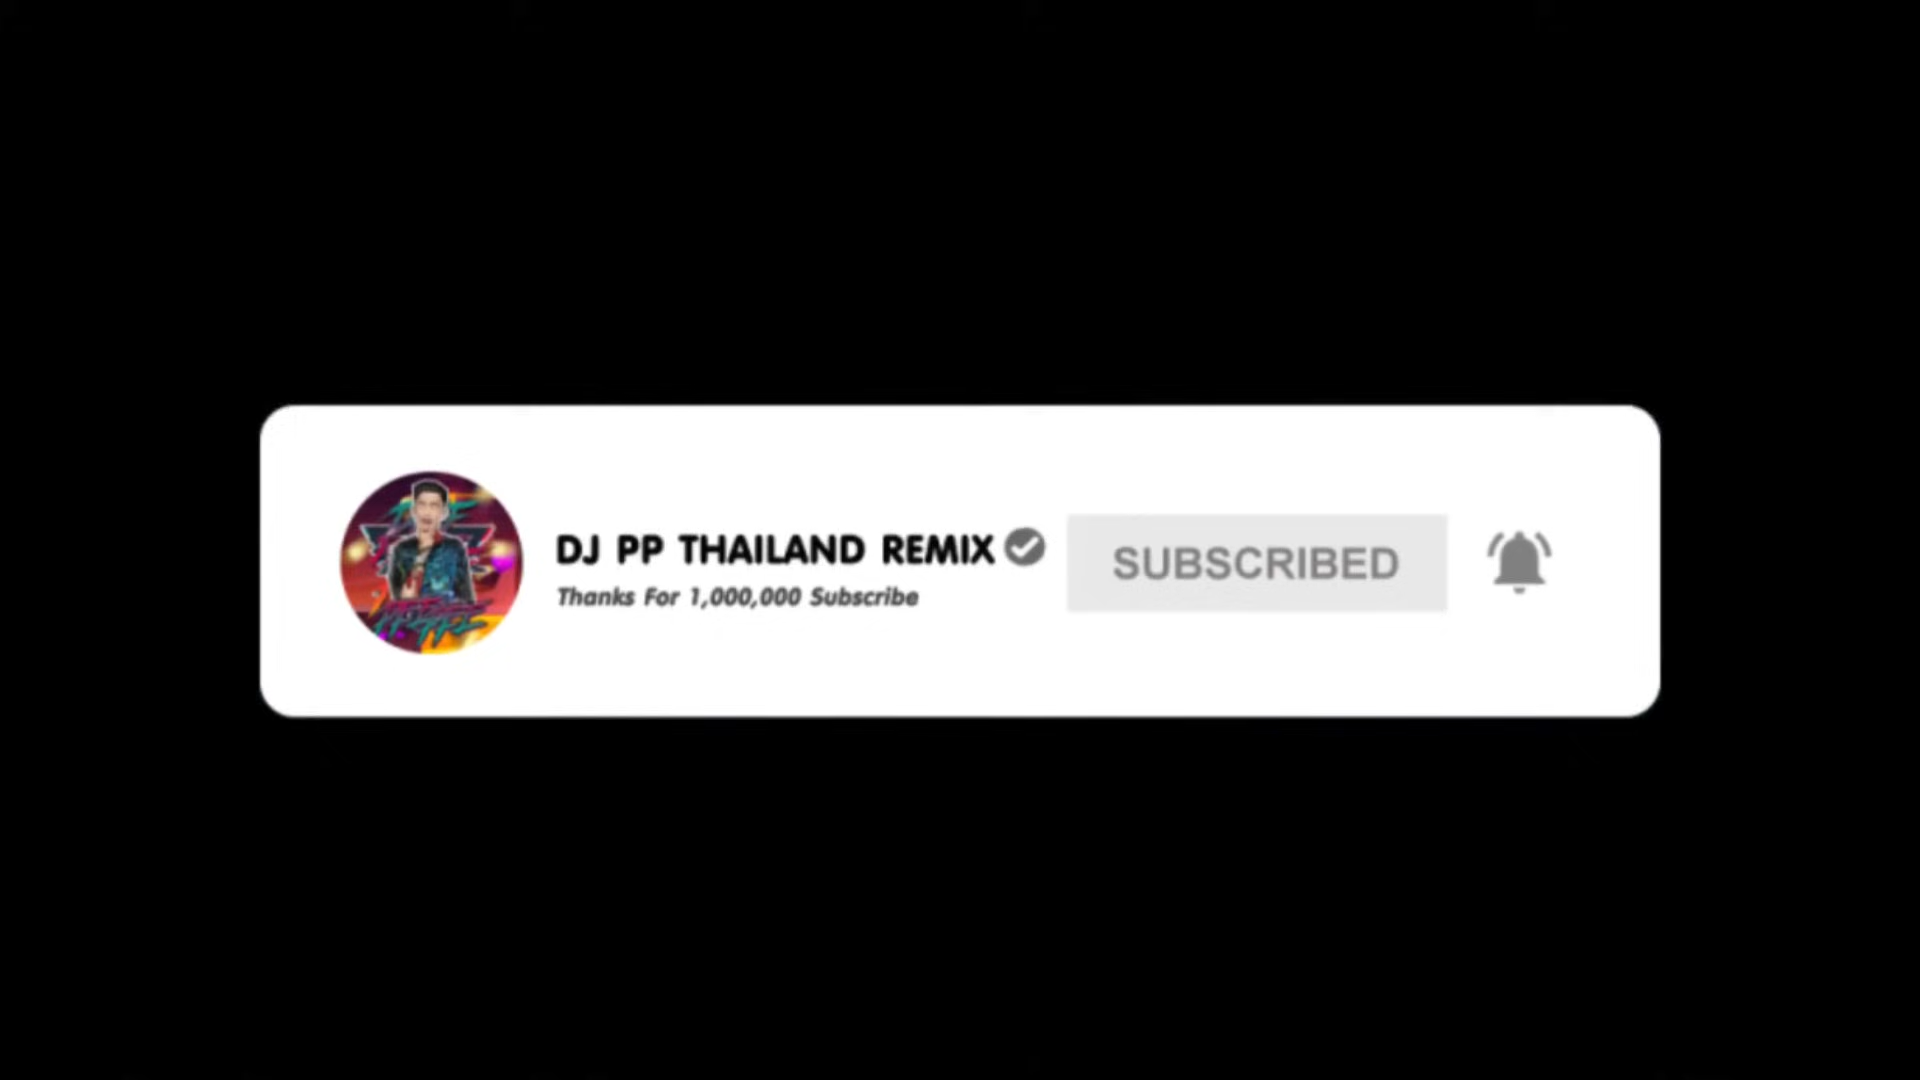 DJ PP THAILAND REMIX
Thanks For 1,000,000 Subscribe
SUBSCRIBED